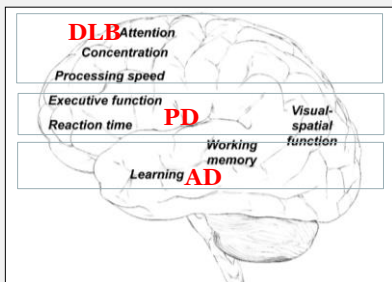 DLB Attention
Concentration
Processing speed
Executive function
Reaction time
PD
Visual-
spatial
function
Working
memory
Learning AD